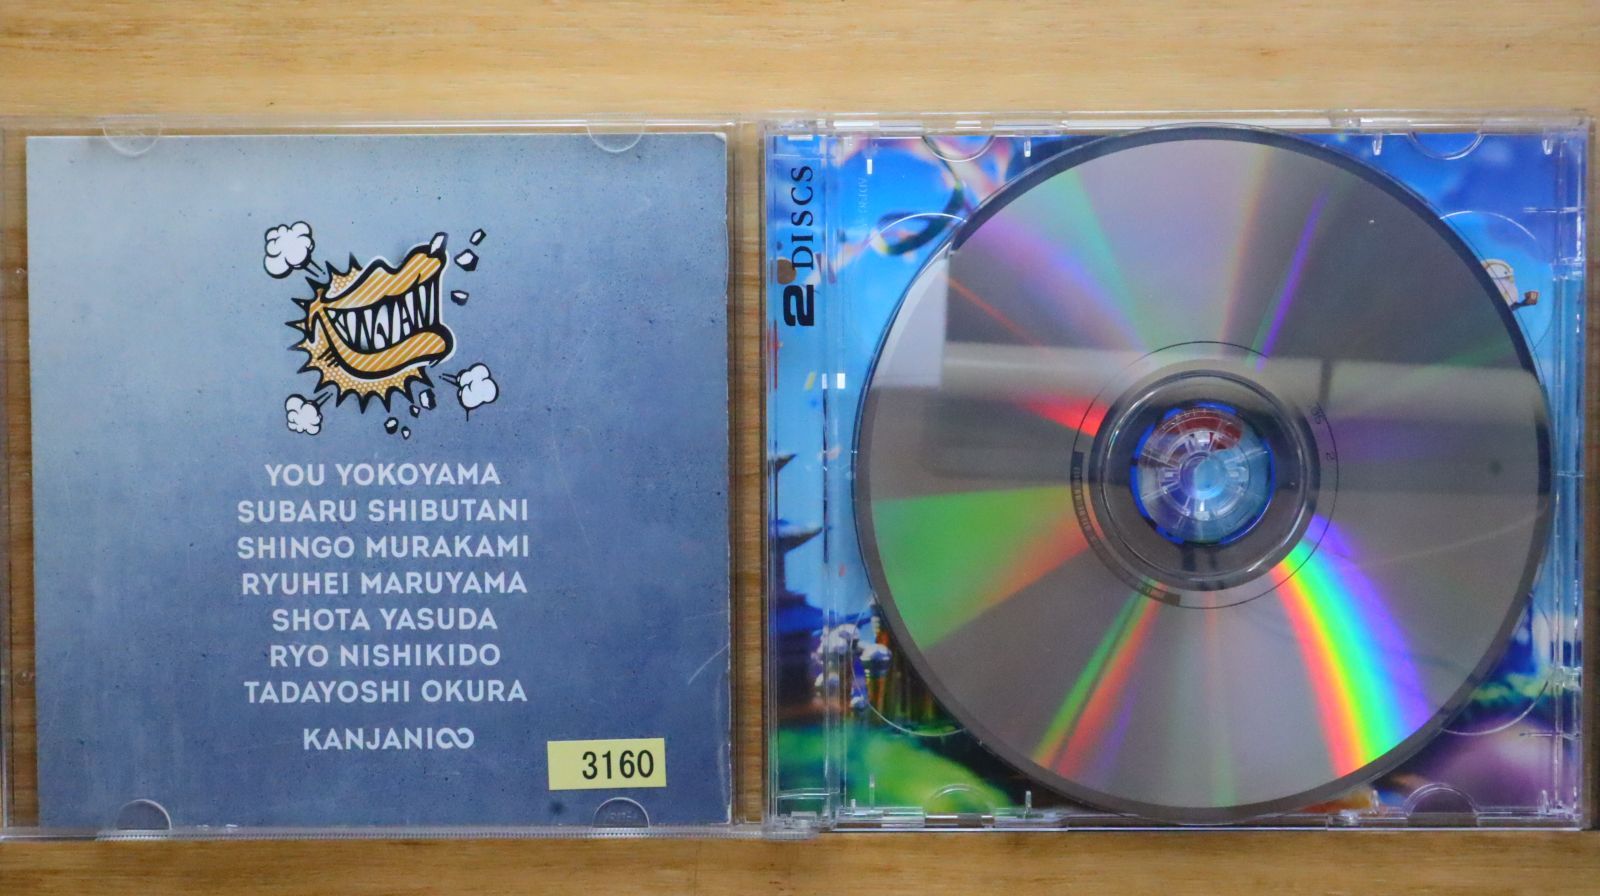 KANJANI
YOU YOKOYAMA
SUBARU SHIBUTANI
SHINGO MURAKAMI
RYUHEI MARUYAMA
SHOTA YASUDA
RYO NISHIKIDO
TADAYOSHI OKURA
KANJANI∞
3160
2 DISCS